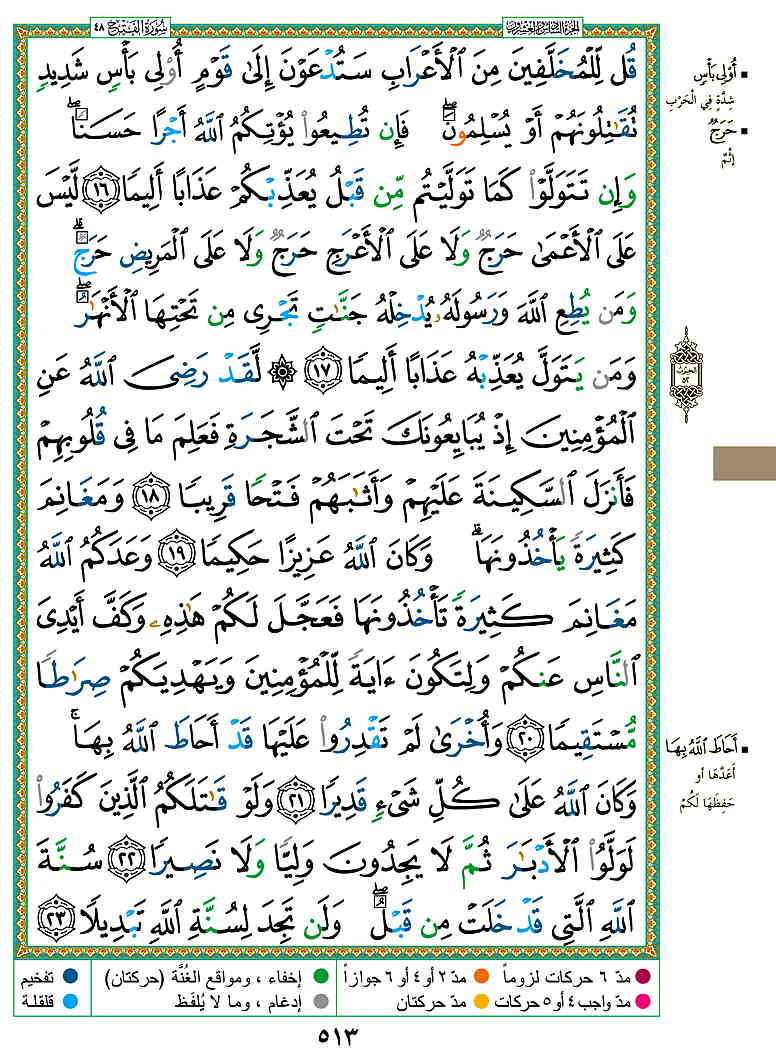 الجزء السادس والعشرون
سُورَةُ الفَتْحِ ٤٨
قُل لِّلْمُخَلَّفِينَ مِنَ ٱلْأَعْرَابِ سَتُدْعَوْنَ إِلَىٰ قَوْمٍ أُو۟لِى بَأْسٍ شَدِيدٍ
تُقَـٰتِلُونَهُمْ أَوْ يُسْلِمُونَ ۖ فَإِن تُطِيعُوا۟ يُؤْتِكُمُ ٱللَّهُ أَجْرًا حَسَنًا ۖ
وَإِن تَتَوَلَّوْا۟ كَمَا تَوَلَّيْتُم مِّن قَبْلُ يُعَذِّبْكُمْ عَذَابًا أَلِيمًا ﴿١٦﴾ لَّيْسَ
عَلَى ٱلْأَعْمَىٰ حَرَجٌ وَلَا عَلَى ٱلْأَعْرَجِ حَرَجٌ وَلَا عَلَى ٱلْمَرِيضِ حَرَجٌ ۗ
وَمَن يُطِعِ ٱللَّهَ وَرَسُولَهُۥ يُدْخِلْهُ جَنَّـٰتٍ تَجْرِى مِن تَحْتِهَا ٱلْأَنْهَـٰرُ ۖ
وَمَن يَتَوَلَّ يُعَذِّبْهُ عَذَابًا أَلِيمًا ﴿١٧﴾ ۞ لَّقَدْ رَضِىَ ٱللَّهُ عَنِ
ٱلْمُؤْمِنِينَ إِذْ يُبَايِعُونَكَ تَحْتَ ٱلشَّجَرَةِ فَعَلِمَ مَا فِى قُلُوبِهِمْ
فَأَنزَلَ ٱلسَّكِينَةَ عَلَيْهِمْ وَأَثَـٰبَهُمْ فَتْحًا قَرِيبًا ﴿١٨﴾ وَمَغَانِمَ
كَثِيرَةً يَأْخُذُونَهَا ۗ وَكَانَ ٱللَّهُ عَزِيزًا حَكِيمًا ﴿١٩﴾ وَعَدَكُمُ ٱللَّهُ
مَغَانِمَ كَثِيرَةً تَأْخُذُونَهَا فَعَجَّلَ لَكُمْ هَـٰذِهِۦ وَكَفَّ أَيْدِىَ
ٱلنَّاسِ عَنكُمْ وَلِتَكُونَ ءَايَةً لِّلْمُؤْمِنِينَ وَيَهْدِيَكُمْ صِرَٰطًا
مُّسْتَقِيمًا ﴿٢٠﴾ وَأُخْرَىٰ لَمْ تَقْدِرُوا۟ عَلَيْهَا قَدْ أَحَاطَ ٱللَّهُ بِهَا ۚ
وَكَانَ ٱللَّهُ عَلَىٰ كُلِّ شَىْءٍ قَدِيرًا ﴿٢١﴾ وَلَوْ قَـٰتَلَكُمُ ٱلَّذِينَ كَفَرُوا۟
لَوَلَّوُا۟ ٱلْأَدْبَـٰرَ ثُمَّ لَا يَجِدُونَ وَلِيًّا وَلَا نَصِيرًا ﴿٢٢﴾ سُنَّةَ
ٱللَّهِ ٱلَّتِى قَدْ خَلَتْ مِن قَبْلُ ۖ وَلَن تَجِدَ لِسُنَّةِ ٱللَّهِ تَبْدِيلًا ﴿٢٣﴾
▪ أُوْلِي بَأْسٍ
شِدَّةٍ فِي الْحَرْبِ
▪ حَرَجٌ
إثْمٌ
الحزب
٥٢
▪ أَحَاطَ اللَّهُ بِهَا
أَعَدَّهَا أو
حَفِظَهَا لَكُمْ
● مدّ ٦ حركات لزوماً ● مدّ ٢ أو ٤ أو ٦ جوازاً
● مدّ واجب ٤ أو ٥ حركات ● مدّ حركتان
● إخفاء ، ومواقع الغُنَّة (حركتان)
● إدغام ، وما لا يُلفَظ
● تفخيم
● قلقلة
٥١٣